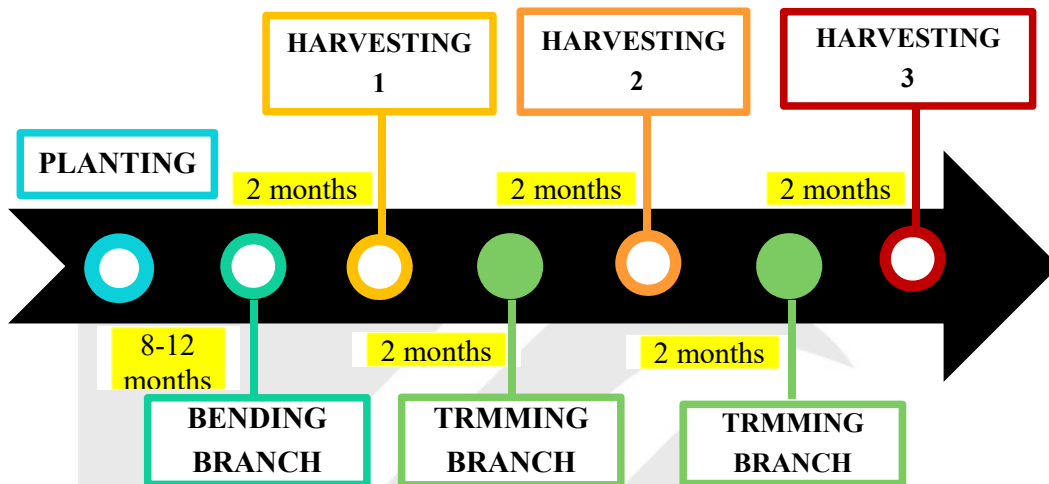 HARVESTING
1
HARVESTING
2
HARVESTING
3
PLANTING
2 months
2 months
2 months
8-12
months
2 months
2 months
BENDING
BRANCH
TRMMING
BRANCH
TRMMING
BRANCH